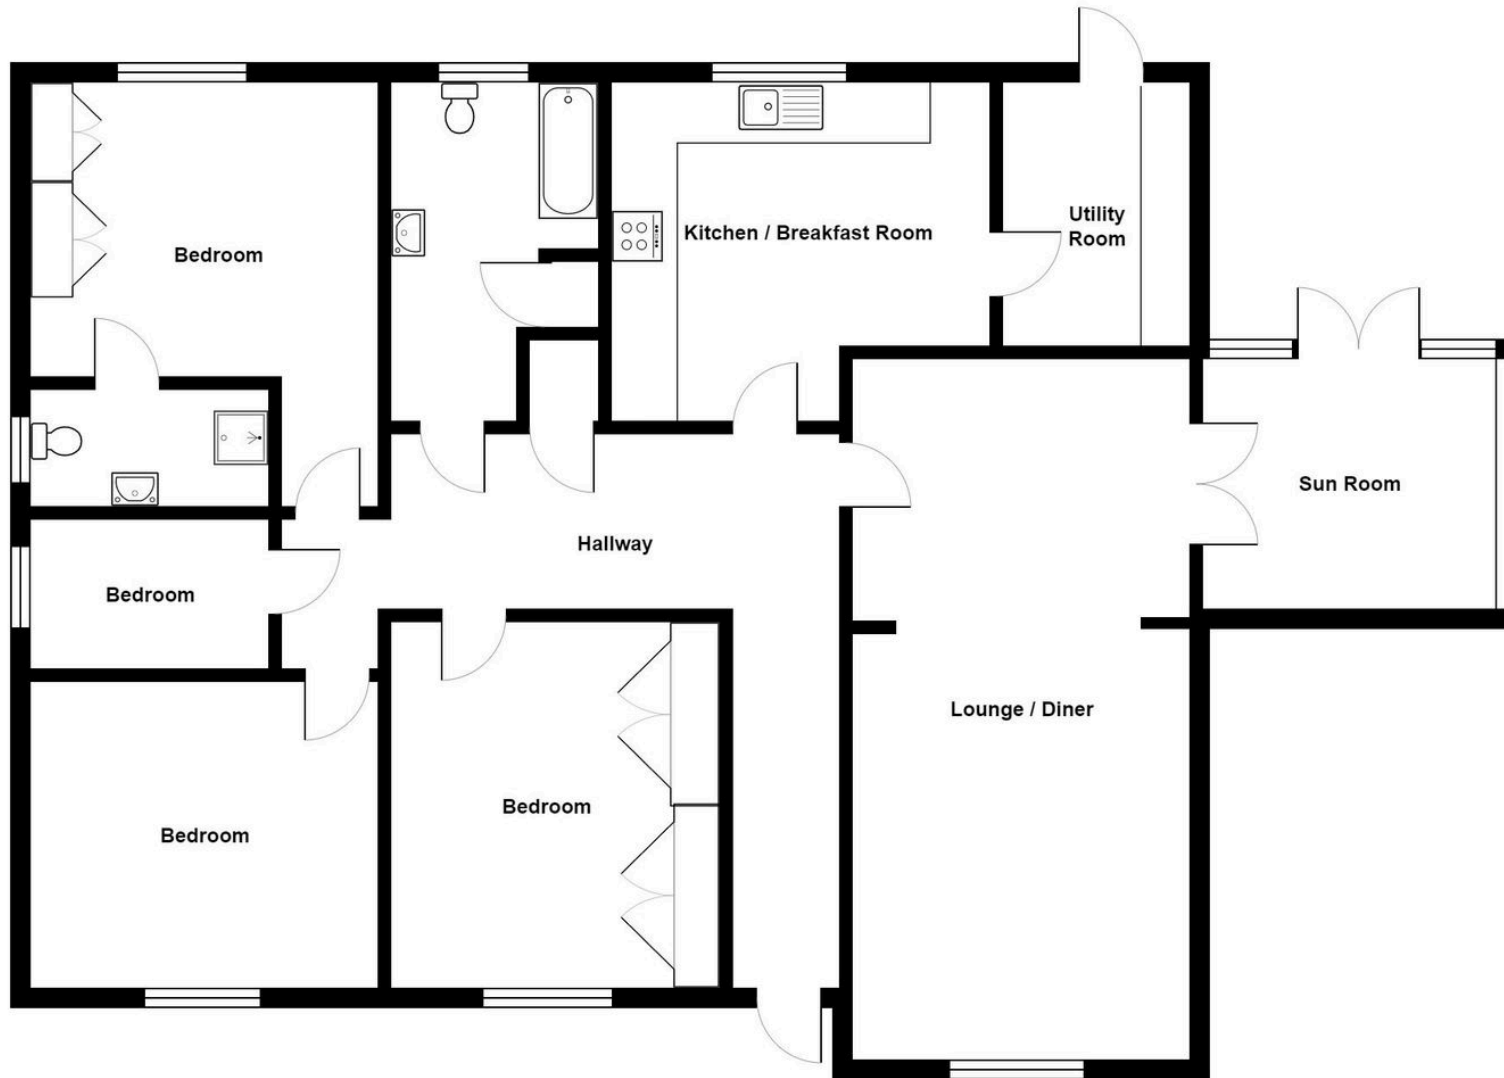 Bedroom
Kitchen / Breakfast Room
Utility
Room
Sun Room
Hallway
Bedroom
Lounge / Diner
Bedroom
Bedroom